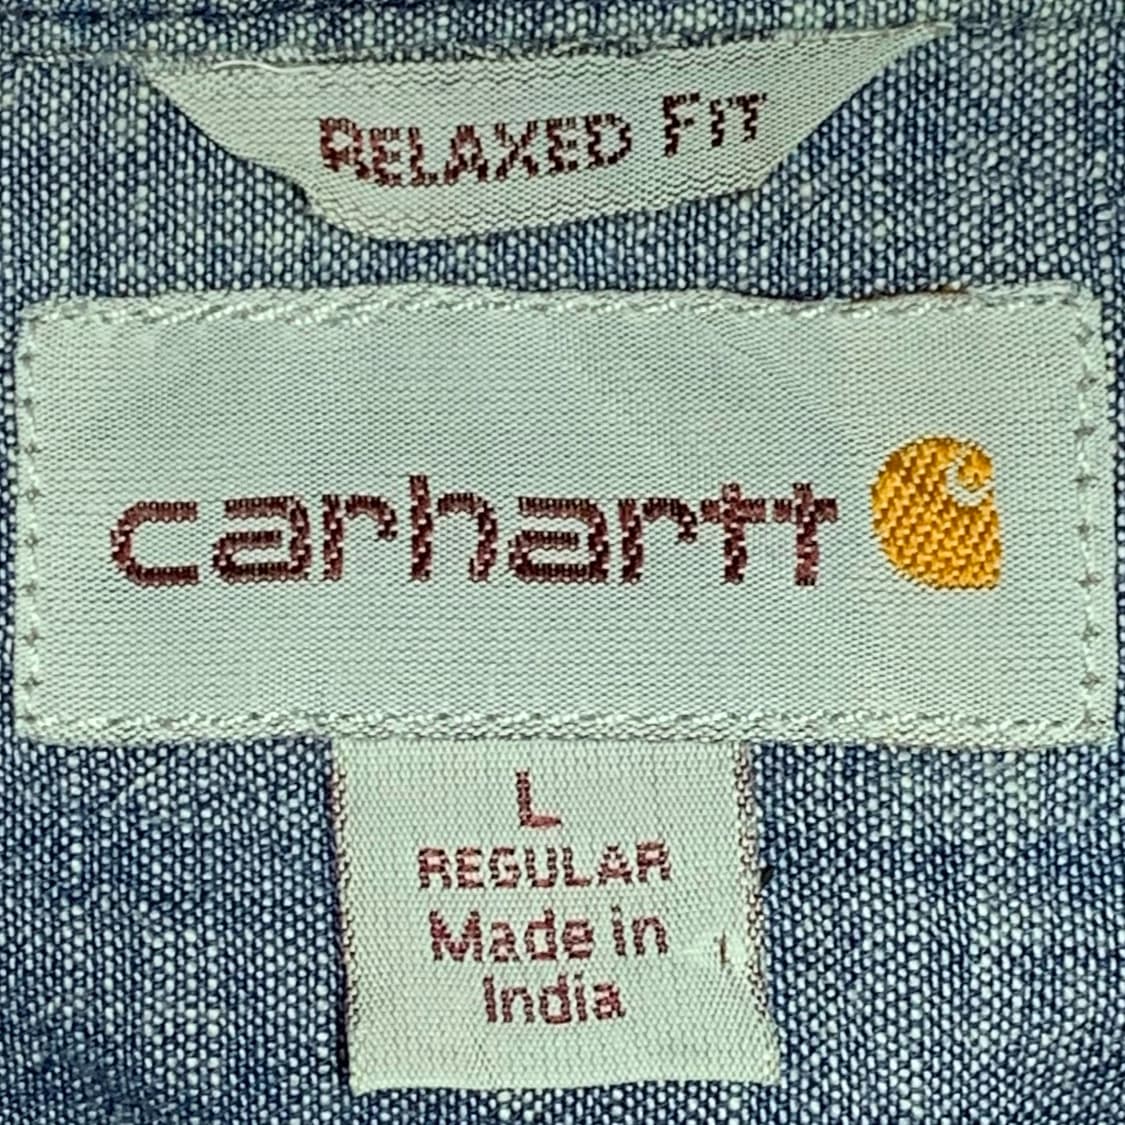 RELAXED FIT
carhartt
L
REGULAR
Made in
India